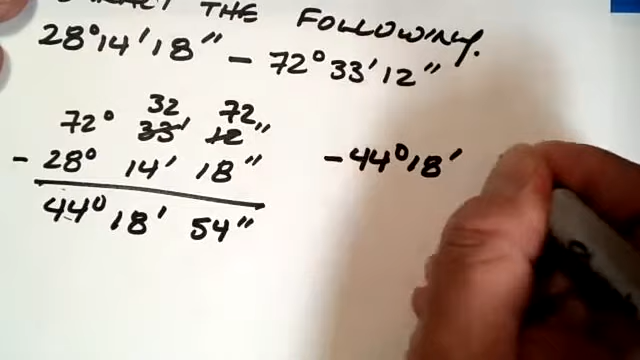 THE FOLLOWING.
28°14'18" - 72°33'12"
32 72
72° 33' 12"
- 28° 14' 18" -44°18'
44° 18' 54"